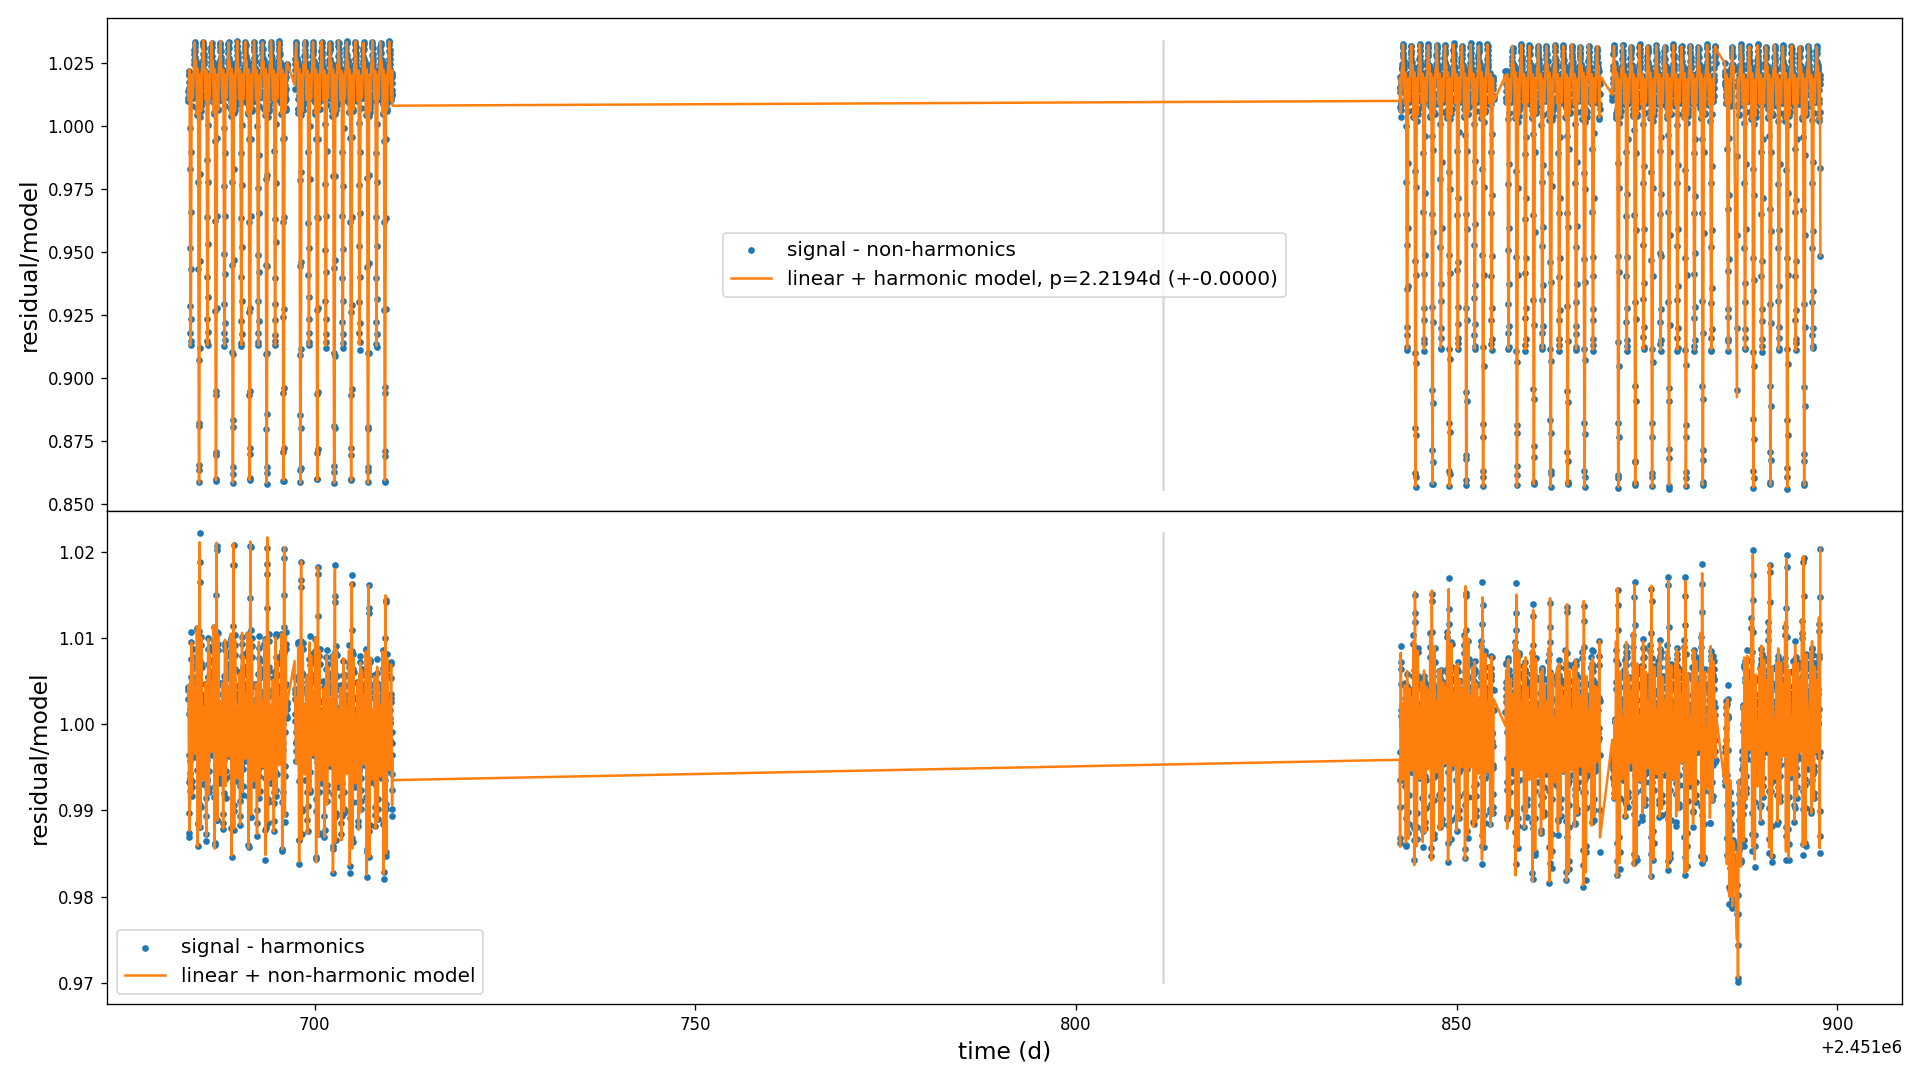 residual/model
1.025
1.000
0.975
0.950
0.925
0.900
0.875
0.850
signal - non-harmonics
linear + harmonic model, p=2.2194d (+-0.0000)
residual/model
1.02
1.01
1.00
0.99
0.98
0.97
signal - harmonics
linear + non-harmonic model
700 750 800 850 900
time (d)
+2.451e6